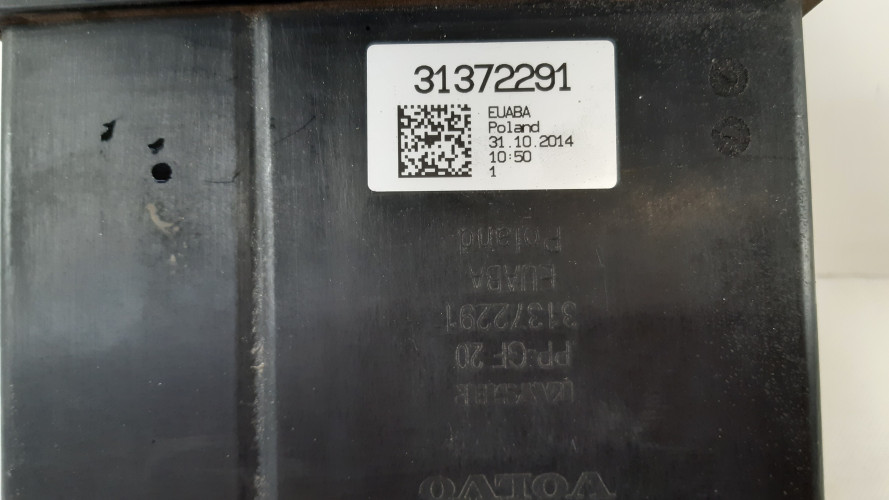 31372291
EUABA
Poland
31.10.2014
10:50
1
Poland
EUABA
31372291
PP-GF 20
VOLVO